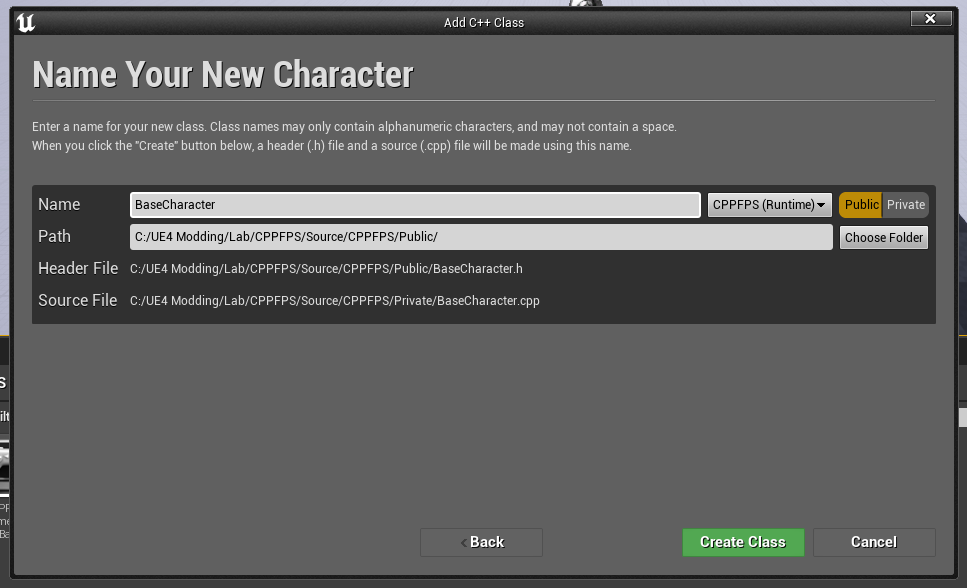 Add C++ Class
Name Your New Character
Enter a name for your new class. Class names may only contain alphanumeric characters, and may not contain a space.
When you click the "Create" button below, a header (.h) file and a source (.cpp) file will be made using this name.
Name BaseCharacter CPPFPS (Runtime) Public Private
Path C:/UE4 Modding/Lab/CPPFPS/Source/CPPFPS/Public/ Choose Folder
Header File C:/UE4 Modding/Lab/CPPFPS/Source/CPPFPS/Public/BaseCharacter.h
Source File C:/UE4 Modding/Lab/CPPFPS/Source/CPPFPS/Private/BaseCharacter.cpp
< Back Create Class Cancel